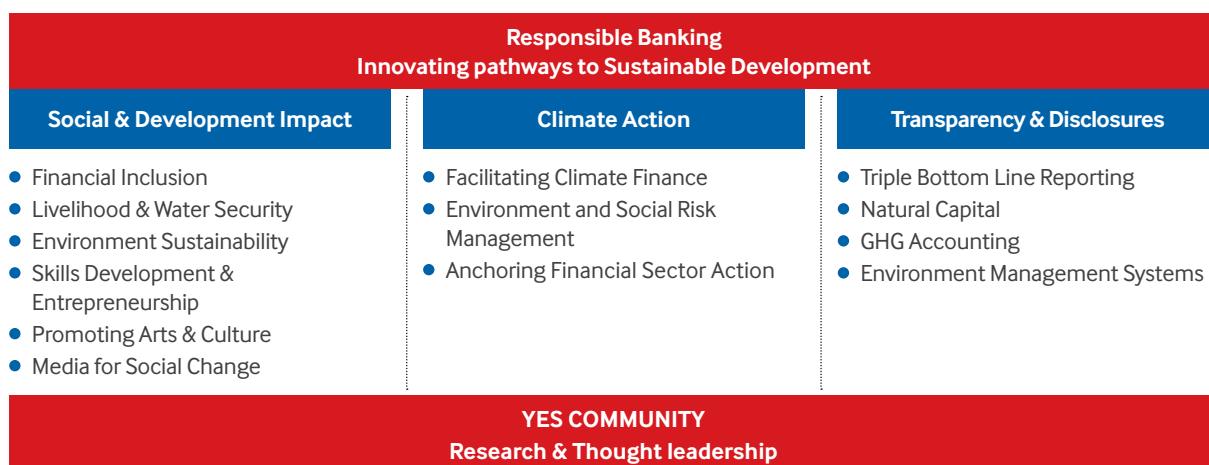 Responsible Banking
Innovating pathways to Sustainable Development
Social & Development Impact
Financial Inclusion
Livelihood & Water Security
Environment Sustainability
Skills Development &
Entrepreneurship
Promoting Arts & Culture
Media for Social Change
Climate Action
Facilitating Climate Finance
Environment and Social Risk
Management
Anchoring Financial Sector Action
Transparency & Disclosures
Triple Bottom Line Reporting
Natural Capital
GHG Accounting
Environment Management Systems
YES COMMUNITY
Research & Thought leadership